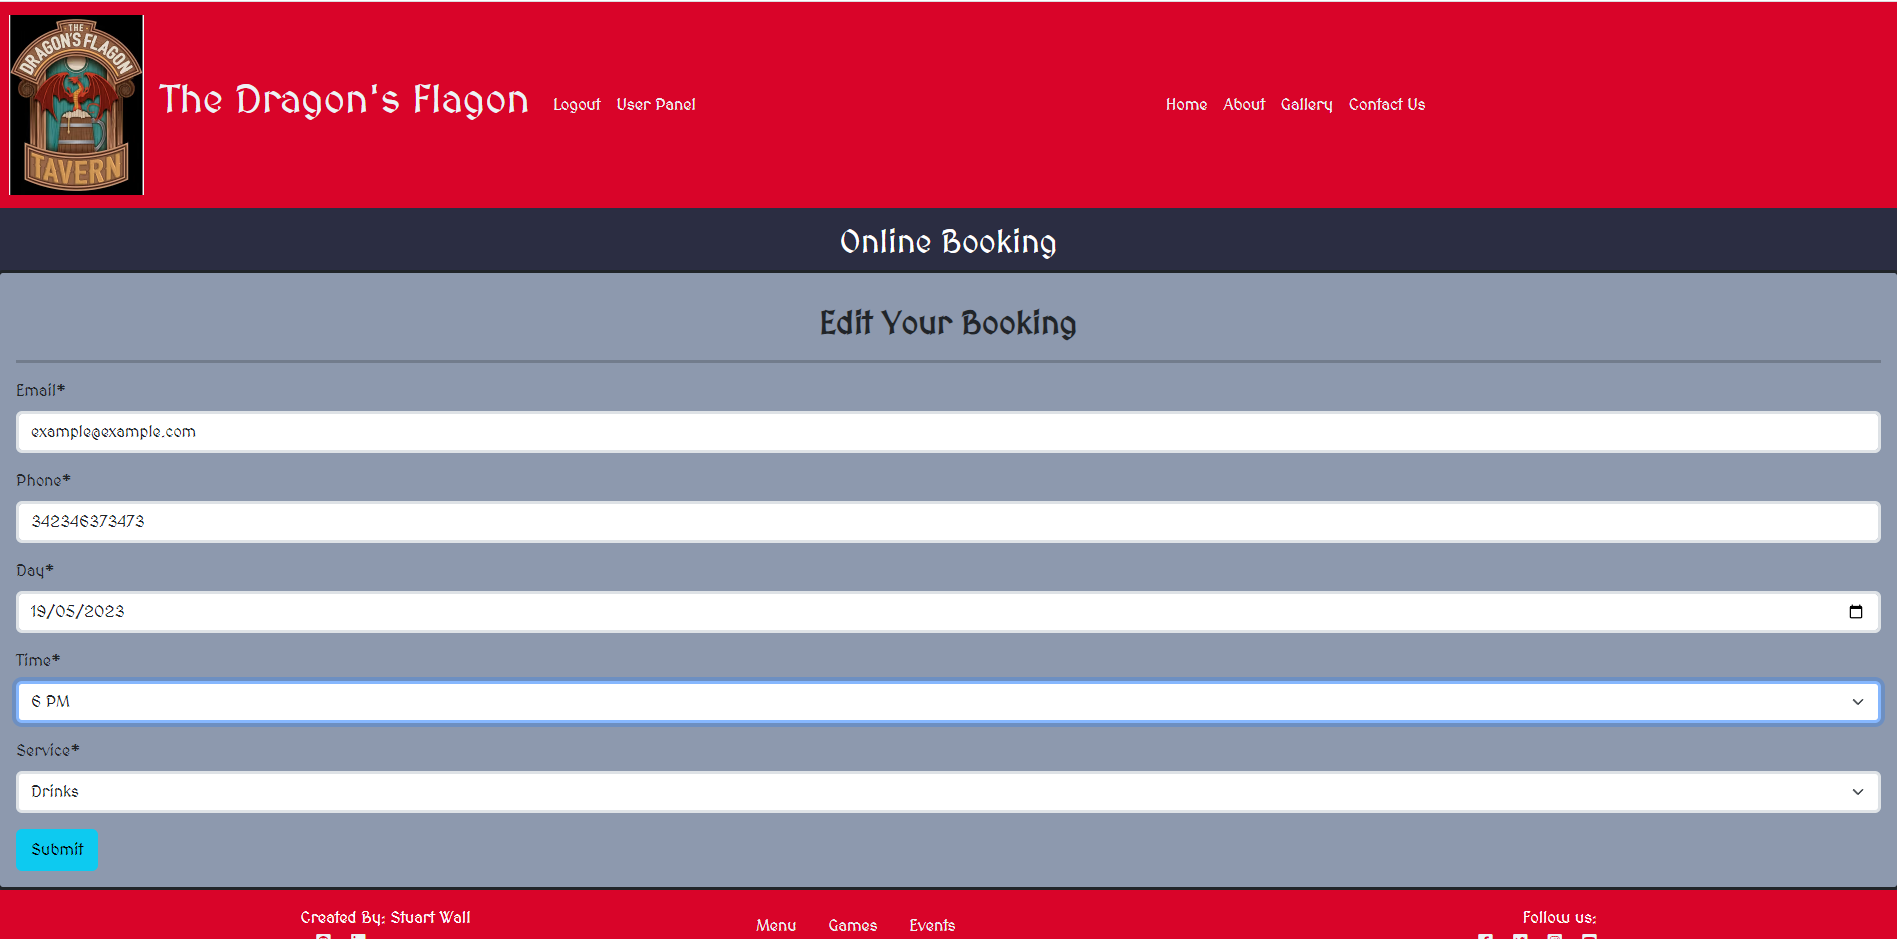 THE
DRAGON'S FLAGON
TAVERN
The Dragon's Flagon
Logout User Panel
Home About Gallery Contact Us
Online Booking
Edit Your Booking
Email*
example@example.com
Phone*
342346373473
Day*
19/05/2023
Time*
6 PM
Service*
Drinks
Submit
Created By: Stuart Wall
Menu Games Events
Follow us: